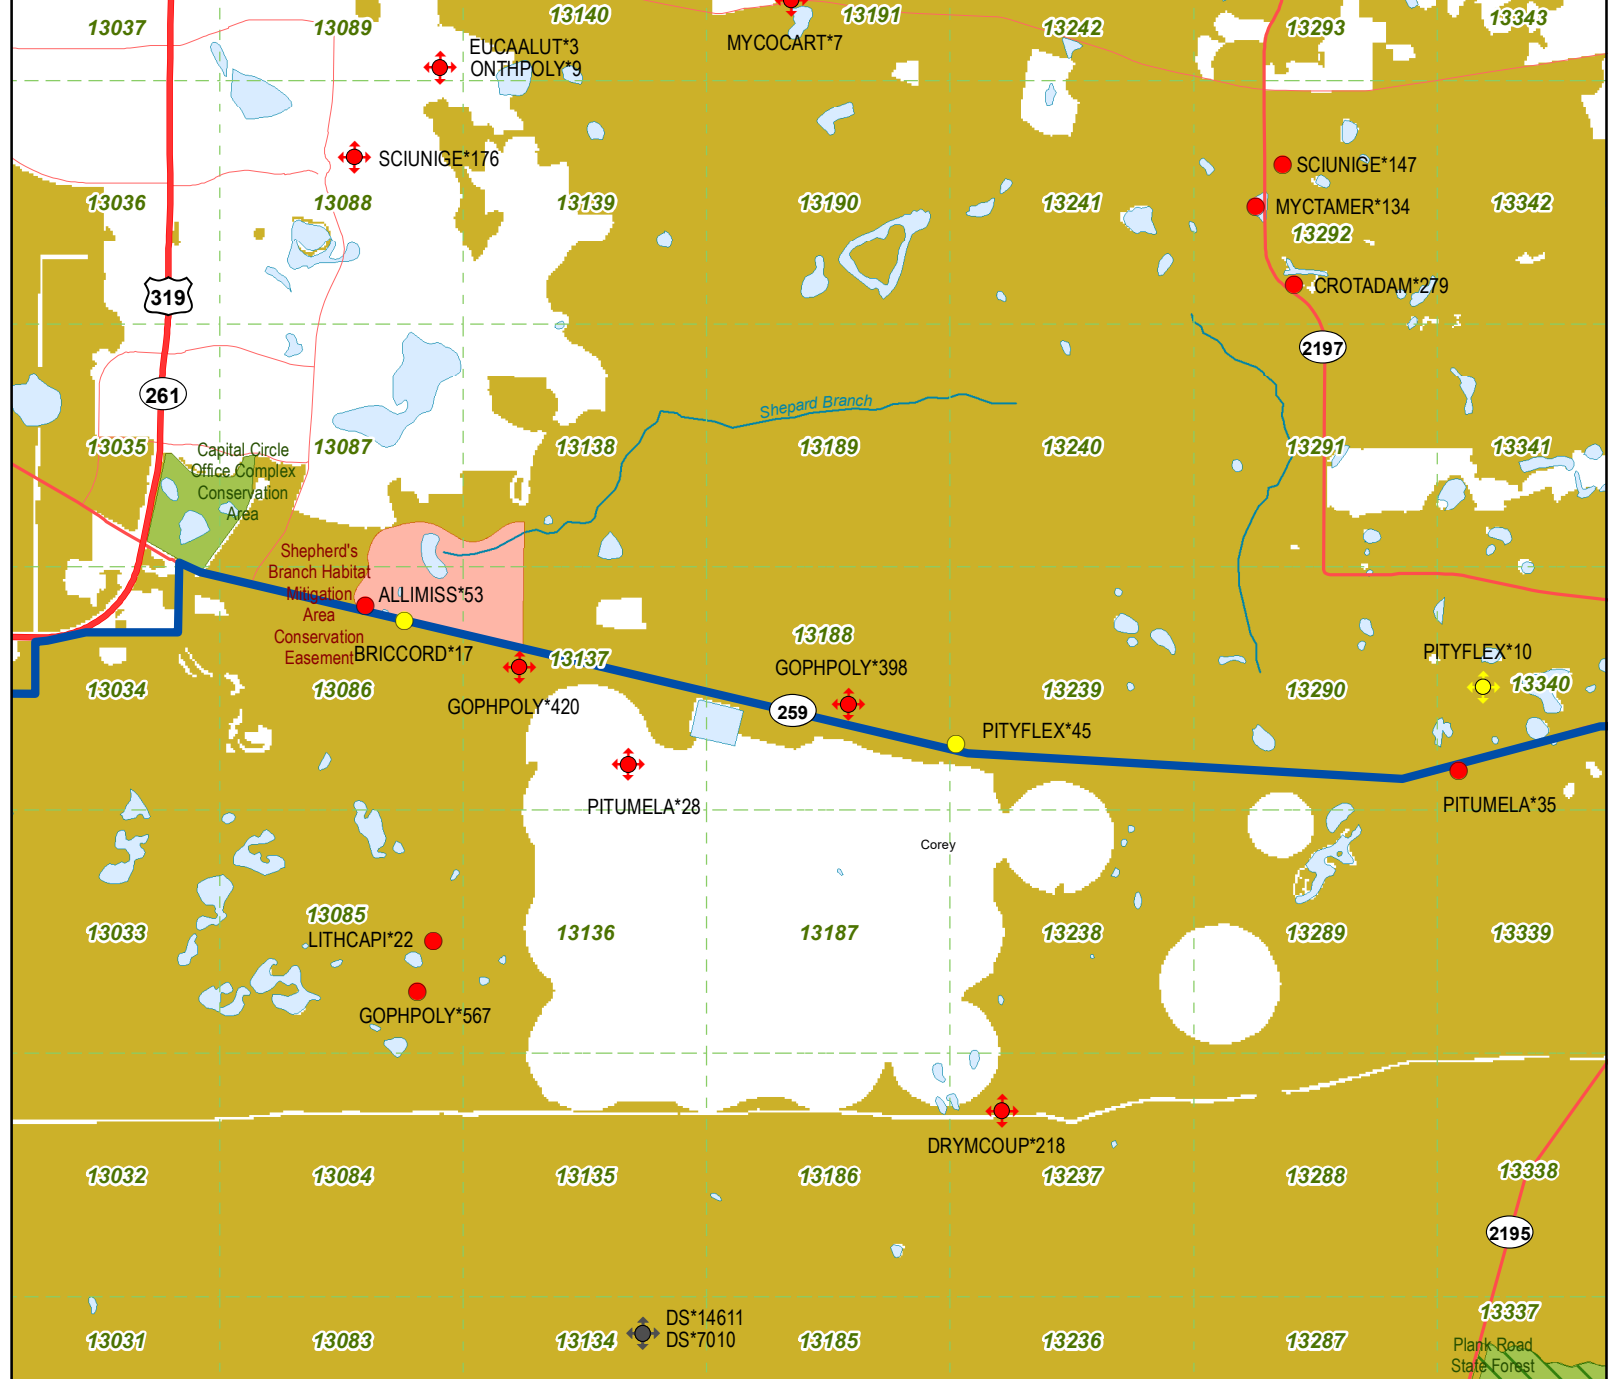 13037
13089
13140
13191
13242
13293
13343
EUCAALUT*3
ONTHPOLY*9
MYCOCART*7
SCIUNIGE*176
SCIUNIGE*147
MYCTAMER*134
13036
13088
13139
13190
13241
13292
13342
CROTADAM*279
319
2197
261
Shepard Branch
13035
13087
13138
13189
13240
13291
13341
Capital Circle
Office Complex
Conservation
Area
Shepherd's
Branch Habitat
Mitigation
Area
Conservation
Easement
ALLIMISS*53
BRICCORD*17
13137
13188
GOPHPOLY*398
PITYFLEX*10
13034
13086
13239
13290
13340
GOPHPOLY*420
259
PITYFLEX*45
PITUMELA*28
PITUMELA*35
Corey
13085
LITHCAPI*22
13033
13136
13187
13238
13289
13339
GOPHPOLY*567
DRYMCOUP*218
13032
13084
13135
13186
13237
13288
13338
2195
13337
DS*14611
DS*7010
13031
13083
13134
13185
13236
13287
Plank Road
State Forest